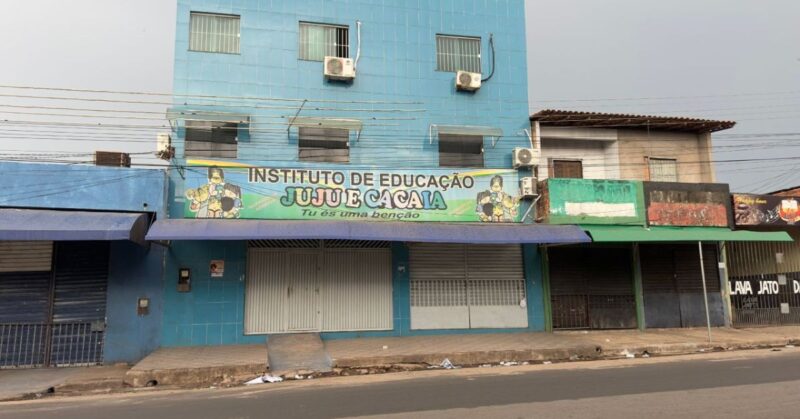 INSTITUTO DE EDUCAÇÃO
JUJU E CACAIA
Tu és uma benção
LAVA JATO D